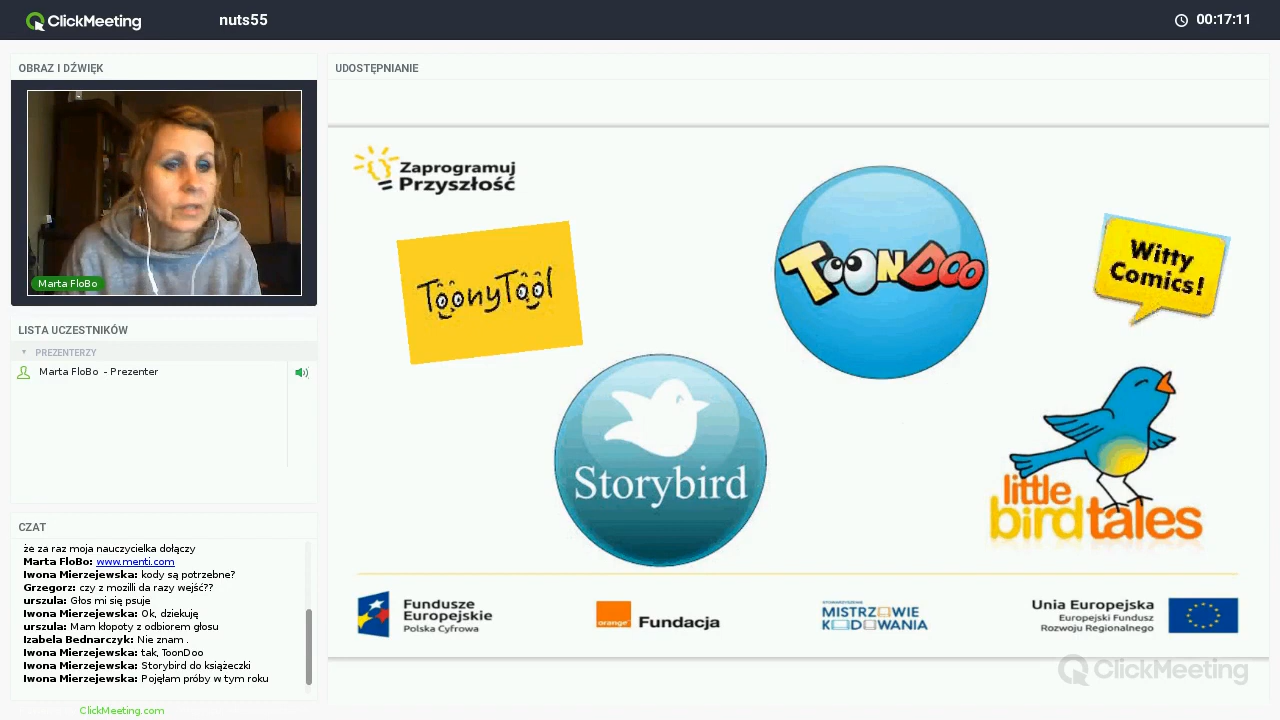 ClickMeeting
nuts55
00:17:11
OBRAZ I DŹWIĘK
Marta FloBo
LISTA UCZESTNIKÓW
PREZENTERZY
Marta FloBo - Prezenter
CZAT
że za raz moja nauczycielka dołączy
Marta FloBo: www.menti.com
Iwona Mierzejewska: kody są potrzebne?
Grzegorz: czy z mozilli da razy wejść??
urszula: Głos mi się psuje
Iwona Mierzejewska: Ok, dziekuję
urszula: Mam kłopoty z odbiorem głosu
Izabela Bednarczyk: Nie znam .
Iwona Mierzejewska: tak, ToonDoo
Iwona Mierzejewska: Storybird do książeczki
Iwona Mierzejewska: Pojęłam próby w tym roku
ClickMeeting.com
UDOSTĘPNIANIE
Zaprogramuj
Przyszłość
ToonyTool
TOONDOO
Witty
Comics!
Storybird
little
birdtales
Fundusze
Europejskie
Polska Cyfrowa
orange
Fundacja
STOWARZYSZENIE
MISTRZOWIE
KODOWANIA
Unia Europejska
Europejski Fundusz
Rozwoju Regionalnego
ClickMeeting